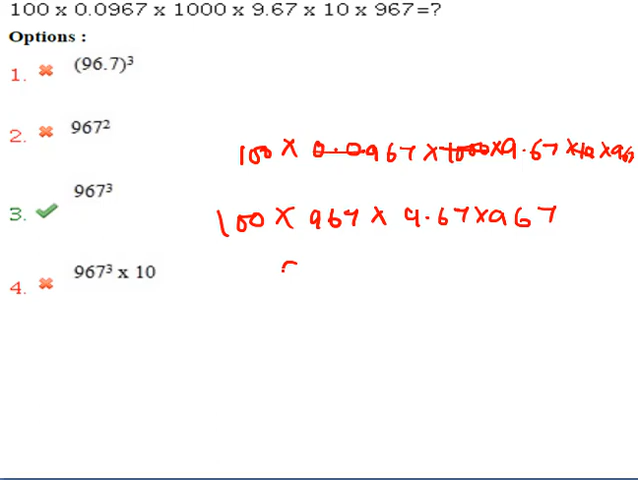 100 x 0.0967 x 1000 x 9.67 x 10 x 967=?
Options :
1. (96.7)³
2. 967²
100 × 0.0967 × 1000 × 9.67 × 10 × 967
3. 967³
100 × 967 × 9.67 × 967
4. 967³ x 10